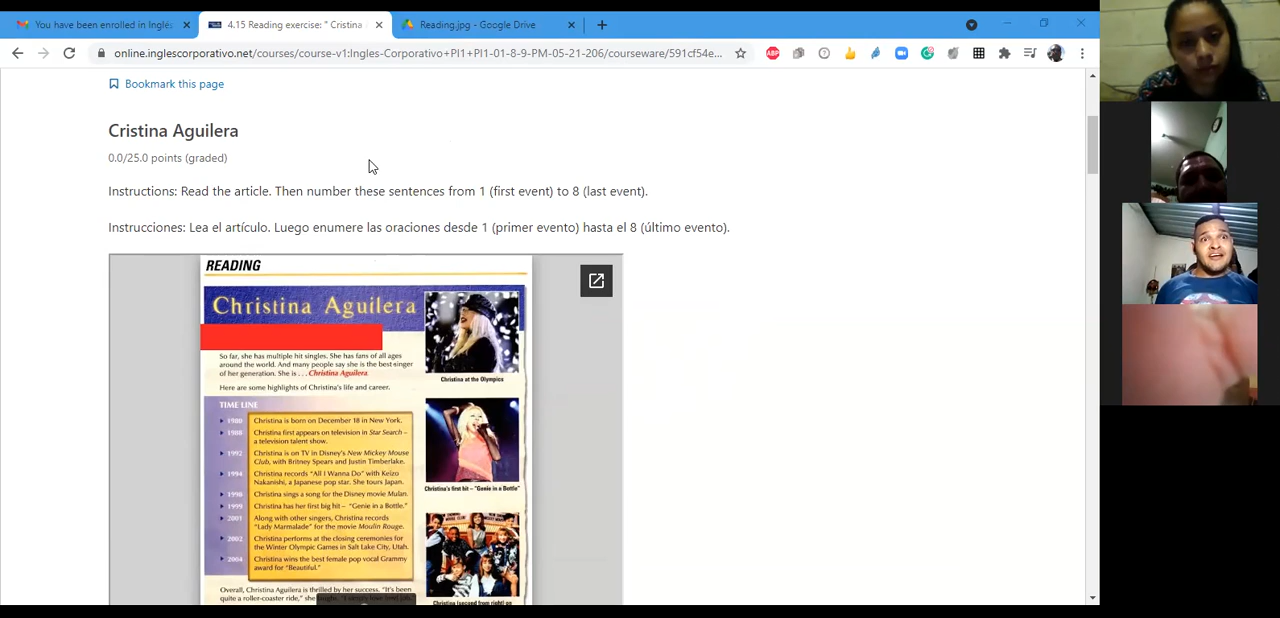 You have been enrolled in Inglés
4.15 Reading exercise: " Cristina
Reading.jpg - Google Drive
online.inglescorporativo.net/courses/course-v1:Ingles-Corporativo+PI1+PI1-01-8-9-PM-05-21-206/courseware/591cf54e...
ABP
Bookmark this page
Cristina Aguilera
0.0/25.0 points (graded)
Instructions: Read the article. Then number these sentences from 1 (first event) to 8 (last event).
Instrucciones: Lea el artículo. Luego enumere las oraciones desde 1 (primer evento) hasta el 8 (último evento).
READING
Christina Aguilera
So far, she has multiple hit singles. She has fans of all ages
around the world. And many people say she is the best singer
of her generation. She is . . . Christina Aguilera
Here are some highlights of Christina's life and career.
Christina at the Olympics
TIME LINE
1980 Christina is born on December 18 in New York.
1988 Christina first appears on television in Star Search –
a television talent show.
1992 Christina is on TV in Disney's New Mickey Mouse
Club, with Britney Spears and Justin Timberlake.
1994 Christina records "All I Wanna Do" with Keizo
Nakanishi, a Japanese pop star. She tours Japan.
1998 Christina sings a song for the Disney movie Mulan.
1999 Christina has her first big hit – "Genie in a Bottle."
2001 Along with other singers, Christina records
"Lady Marmalade" for the movie Moulin Rouge.
2002 Christina performs at the closing ceremonies for
the Winter Olympic Games in Salt Lake City, Utah.
2004 Christina wins the best female pop vocal Grammy
award for "Beautiful."
Christina's first hit – "Genie in a Bottle"
Overall, Christina Aguilera is thrilled by her success. "It's been
quite a roller-coaster ride," she
Christina (second from right) on